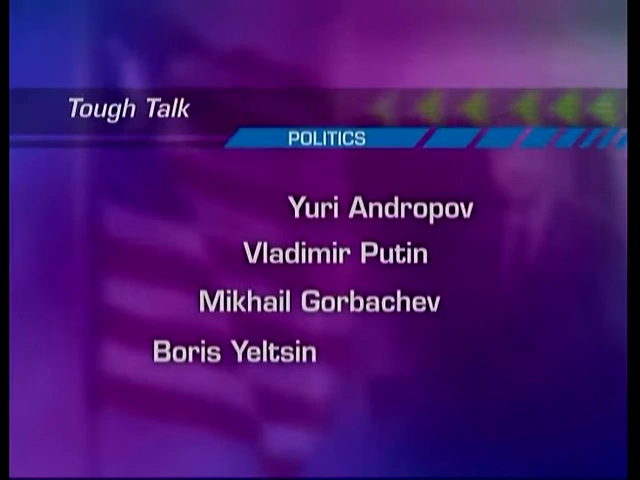 Tough Talk
POLITICS
Yuri Andropov
Vladimir Putin
Mikhail Gorbachev
Boris Yeltsin